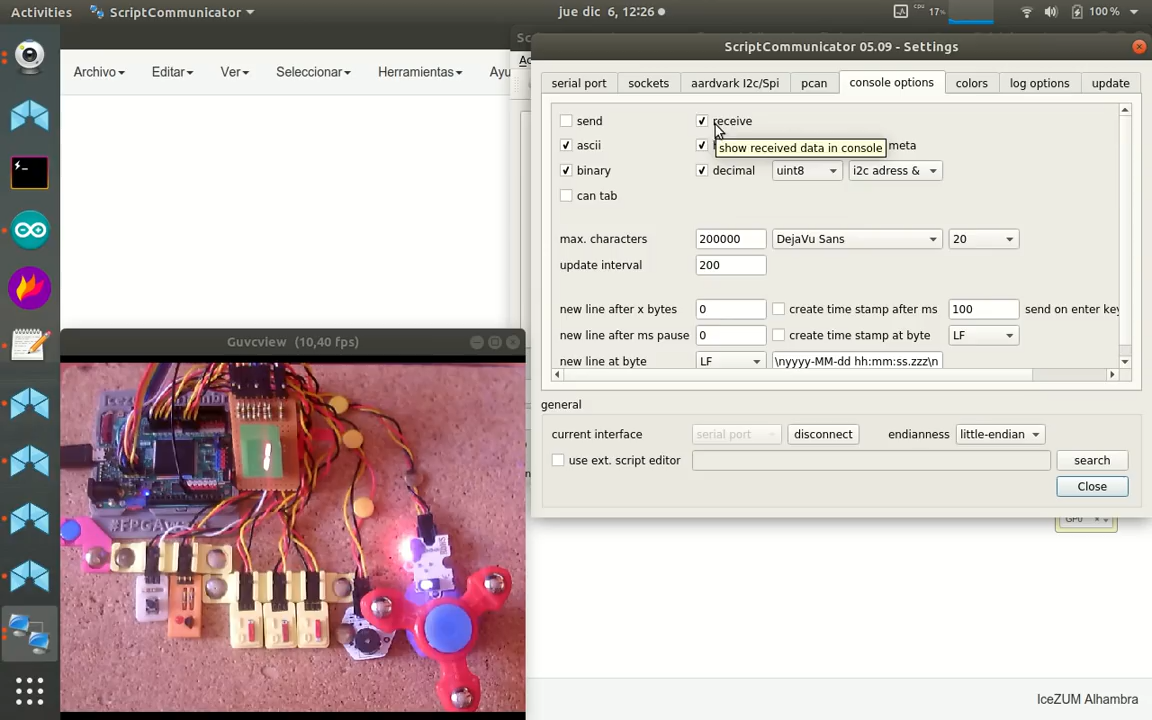 Activities ScriptCommunicator jue dic 6, 12:26 cpu 17% 100 %
ScriptCommunicator 05.09 - Settings
Archivo Editar Ver Seleccionar Herramientas Ayu
serial port sockets aardvark I2c/Spi pcan console options colors log options update
send receive
show received data in console
ascii meta
binary decimal uint8 i2c adress &
can tab
max. characters 200000 DejaVu Sans 20
update interval 200
new line after x bytes 0 create time stamp after ms 100 send on enter key
new line after ms pause 0 create time stamp at byte LF
new line at byte LF \nyyyy-MM-dd hh:mm:ss.zzz\n
general
current interface serial port disconnect endianness little-endian
use ext. script editor search
Close
Guvcview (10,40 fps)
#FPGAw
IceZUM Alhambra